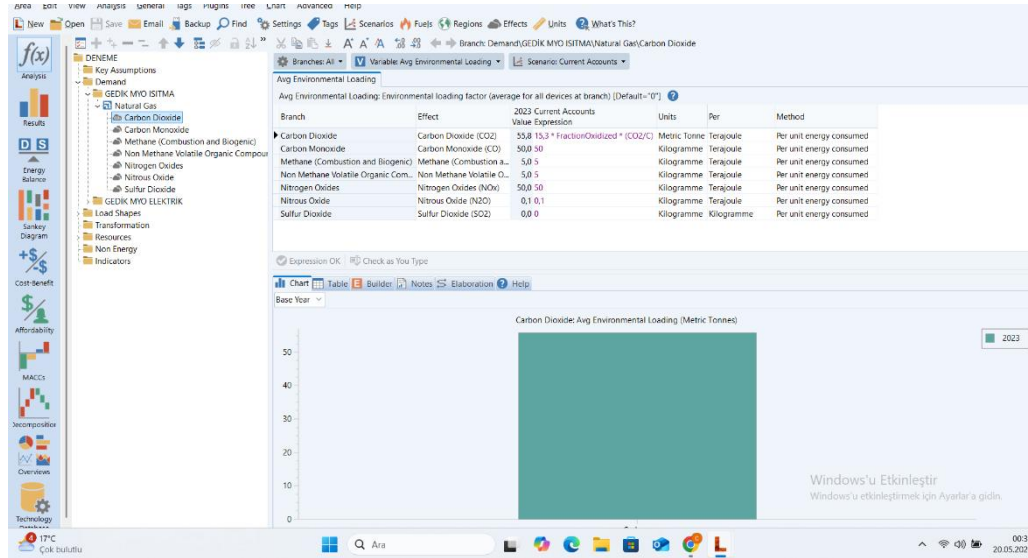 Area Edit View Analysis General Tags Plugins Tree Chart Advanced Help
New Open Save Email Backup Find Settings Tags Scenarios Fuels Regions Effects Units What's This?
Branch: Demand\GEDİK MYO ISITMA\Natural Gas\Carbon Dioxide
Branches: All Variable: Avg Environmental Loading Scenario: Current Accounts
f(x)
Analysis
Results
D S
Energy
Balance
Sankey
Diagram
+$/-$
Cost-Benefit
$/
Affordability
MACCs
Decomposition
Overviews
Technology
Database
DENEME
Key Assumptions
Demand
GEDİK MYO ISITMA
Natural Gas
Carbon Dioxide
Carbon Monoxide
Methane (Combustion and Biogenic)
Non Methane Volatile Organic Compour
Nitrogen Oxides
Nitrous Oxide
Sulfur Dioxide
GEDİK MYO ELEKTRİK
Load Shapes
Transformation
Resources
Non Energy
Indicators
Avg Environmental Loading
Avg Environmental Loading: Environmental loading factor (average for all devices at branch) [Default="0"]
Branch Effect 2023 Current Accounts Units Per Method
Value Expression
Carbon Dioxide Carbon Dioxide (CO2) 55,8 15,3 * FractionOxidized * (CO2/C) Metric Tonne Terajoule Per unit energy consumed
Carbon Monoxide Carbon Monoxide (CO) 50,0 50 Kilogramme Terajoule Per unit energy consumed
Methane (Combustion and Biogenic) Methane (Combustion a... 5,0 5 Kilogramme Terajoule Per unit energy consumed
Non Methane Volatile Organic Com... Non Methane Volatile O... 5,0 5 Kilogramme Terajoule Per unit energy consumed
Nitrogen Oxides Nitrogen Oxides (NOx) 50,0 50 Kilogramme Terajoule Per unit energy consumed
Nitrous Oxide Nitrous Oxide (N2O) 0,1 0,1 Kilogramme Terajoule Per unit energy consumed
Sulfur Dioxide Sulfur Dioxide (SO2) 0,0 0 Kilogramme Kilogramme Per unit energy consumed
Expression OK Check as You Type
Chart Table Builder Notes Elaboration Help
Base Year
Carbon Dioxide: Avg Environmental Loading (Metric Tonnes)
2023
50
40
30
20
10
0
Windows'u Etkinleştir
Windows'u etkinleştirmek için Ayarlar'a gidin.
4
17°C
Çok bulutlu
Ara
00:3
20.05.202